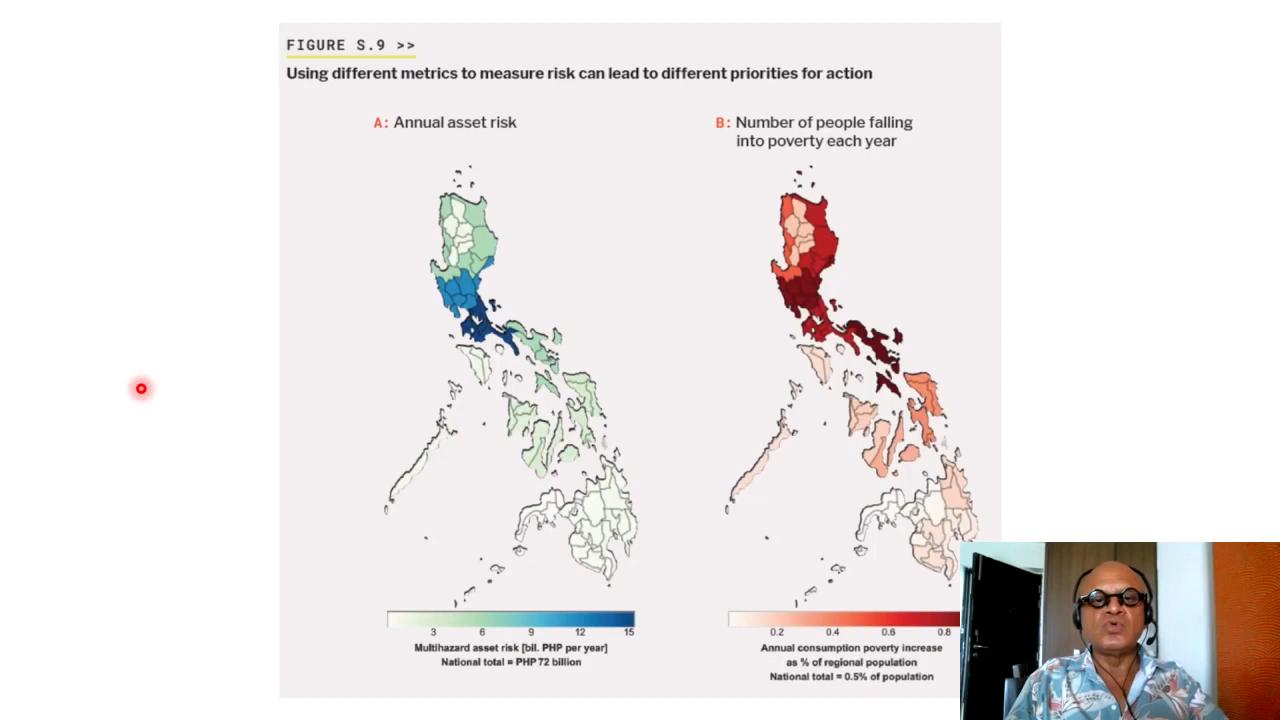 FIGURE S.9 >>
Using different metrics to measure risk can lead to different priorities for action
A: Annual asset risk
B: Number of people falling
into poverty each year
3 6 9 12 15
Multihazard asset risk [bil. PHP per year]
National total = PHP 72 billion
0.2 0.4 0.6 0.8
Annual consumption poverty increase
as % of regional population
National total = 0.5% of population